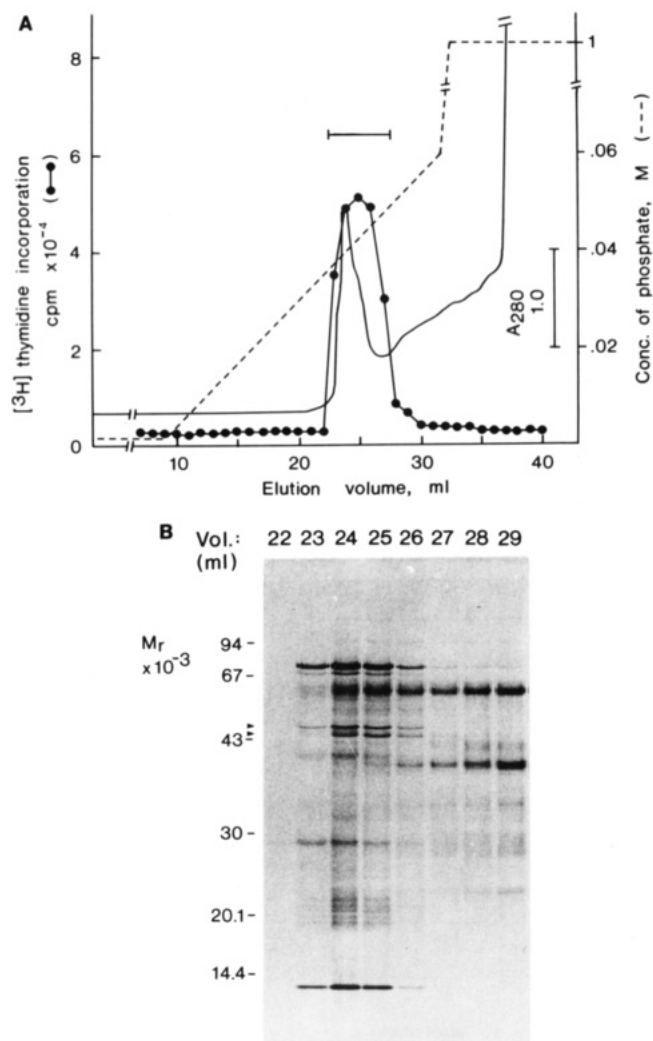 A
[3H] thymidine incorporation
cpm x10-4 (●—●)
8
6
4
2
0
10
20
30
40
Elution volume, ml
1
.06
.04
.02
Conc. of phosphate, M (---)
A280
1.0
B
Vol.: 22 23 24 25 26 27 28 29
(ml)
Mr
x10-3
94
67
43
30
20.1
14.4